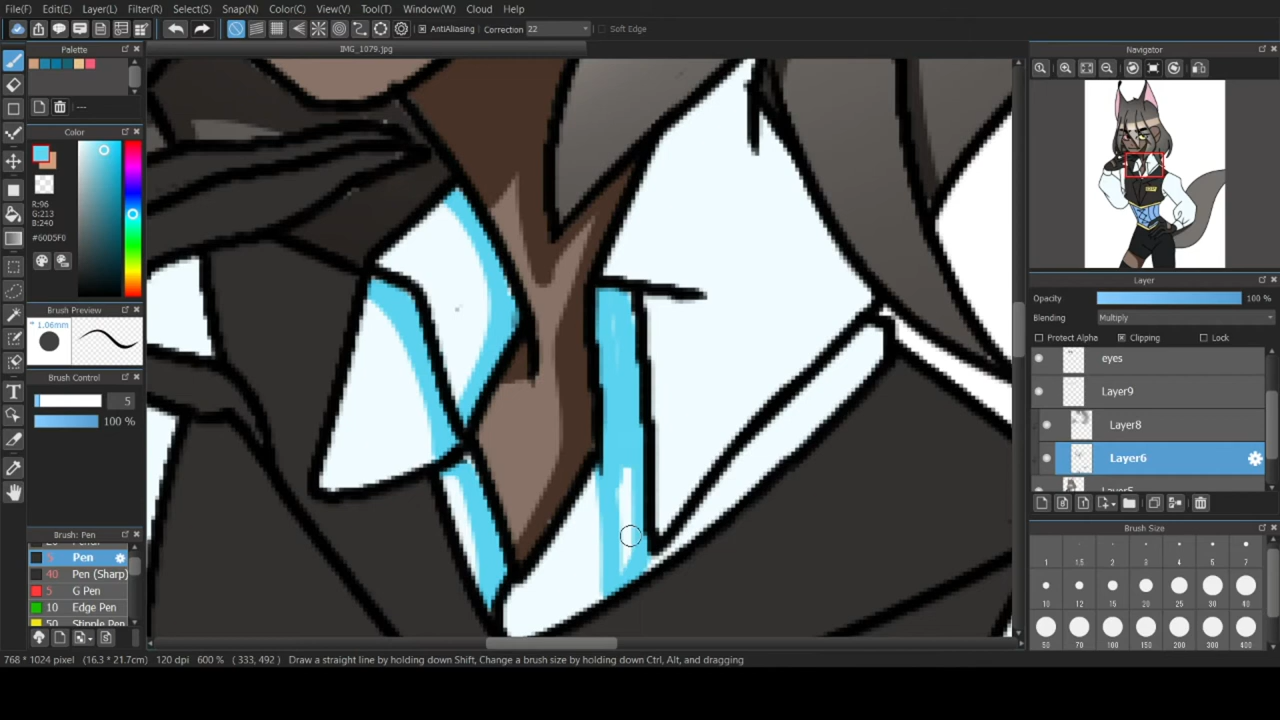 File(F) Edit(E) Layer(L) Filter(R) Select(S) Snap(N) Color(C) View(V) Tool(T) Window(W) Cloud Help
AntiAliasing Correction 22 Soft Edge
Palette
IMG_1079.jpg
Navigator
---
Color
R:96
G:213
B:240
#60D5F0
Brush Preview
* 1.06mm
Brush Control
5
100 %
Brush: Pen
5 Pen
40 Pen (Sharp)
5 G Pen
10 Edge Pen
50 Stipple Pen
Layer
Opacity 100 %
Blending Multiply
Protect Alpha Clipping Lock
eyes
Layer9
Layer8
Layer6
Layer5
Brush Size
1 1.5 2 3 4 5 7
10 12 15 20 25 30 40
50 70 100 150 200 300 400
768 * 1024 pixel (16.3 * 21.7cm) 120 dpi 600 % ( 333, 492 ) Draw a straight line by holding down Shift, Change a brush size by holding down Ctrl, Alt, and dragging